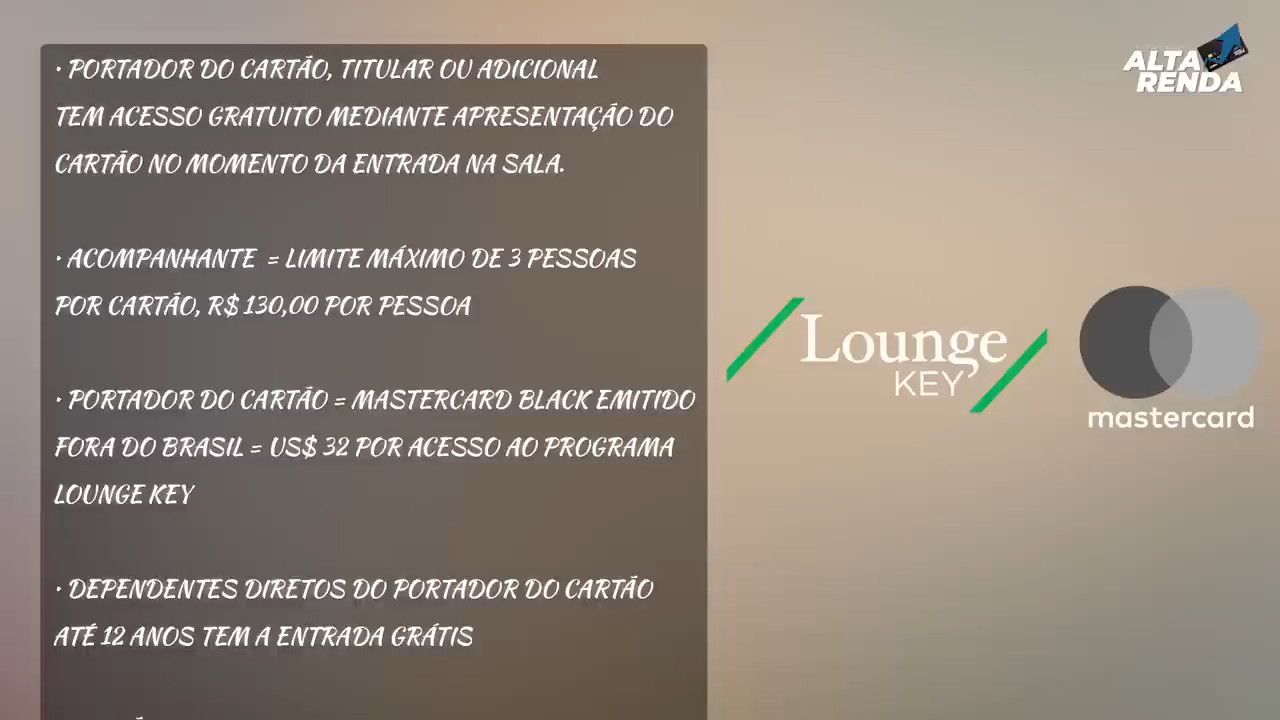 • PORTADOR DO CARTÃO, TITULAR OU ADICIONAL
TEM ACESSO GRATUITO MEDIANTE APRESENTAÇÃO DO
CARTÃO NO MOMENTO DA ENTRADA NA SALA.
• ACOMPANHANTE = LIMITE MÁXIMO DE 3 PESSOAS
POR CARTÃO, R$ 130,00 POR PESSOA
• PORTADOR DO CARTÃO = MASTERCARD BLACK EMITIDO
FORA DO BRASIL = US$ 32 POR ACESSO AO PROGRAMA
LOUNGE KEY
• DEPENDENTES DIRETOS DO PORTADOR DO CARTÃO
ATÉ 12 ANOS TEM A ENTRADA GRÁTIS
ALTA
RENDA
Lounge
KEY
mastercard